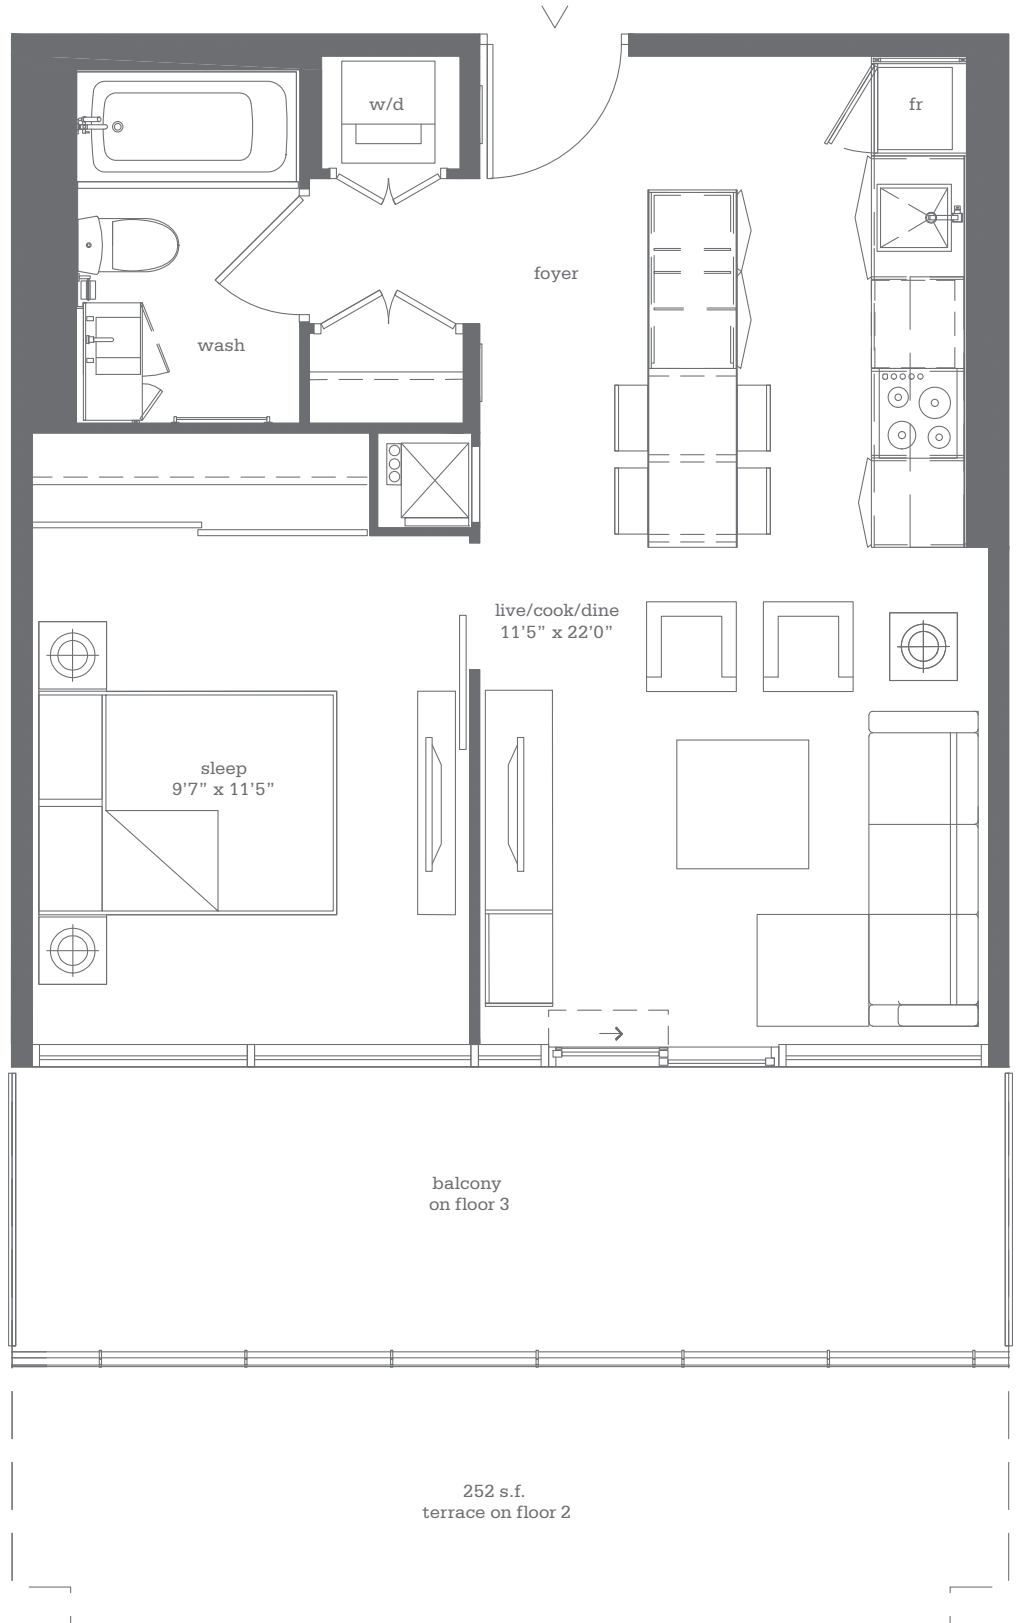 w/d
fr
foyer
wash
live/cook/dine
11’5” x 22’0”
sleep
9’7” x 11’5”
balcony
on floor 3
252 s.f.
terrace on floor 2